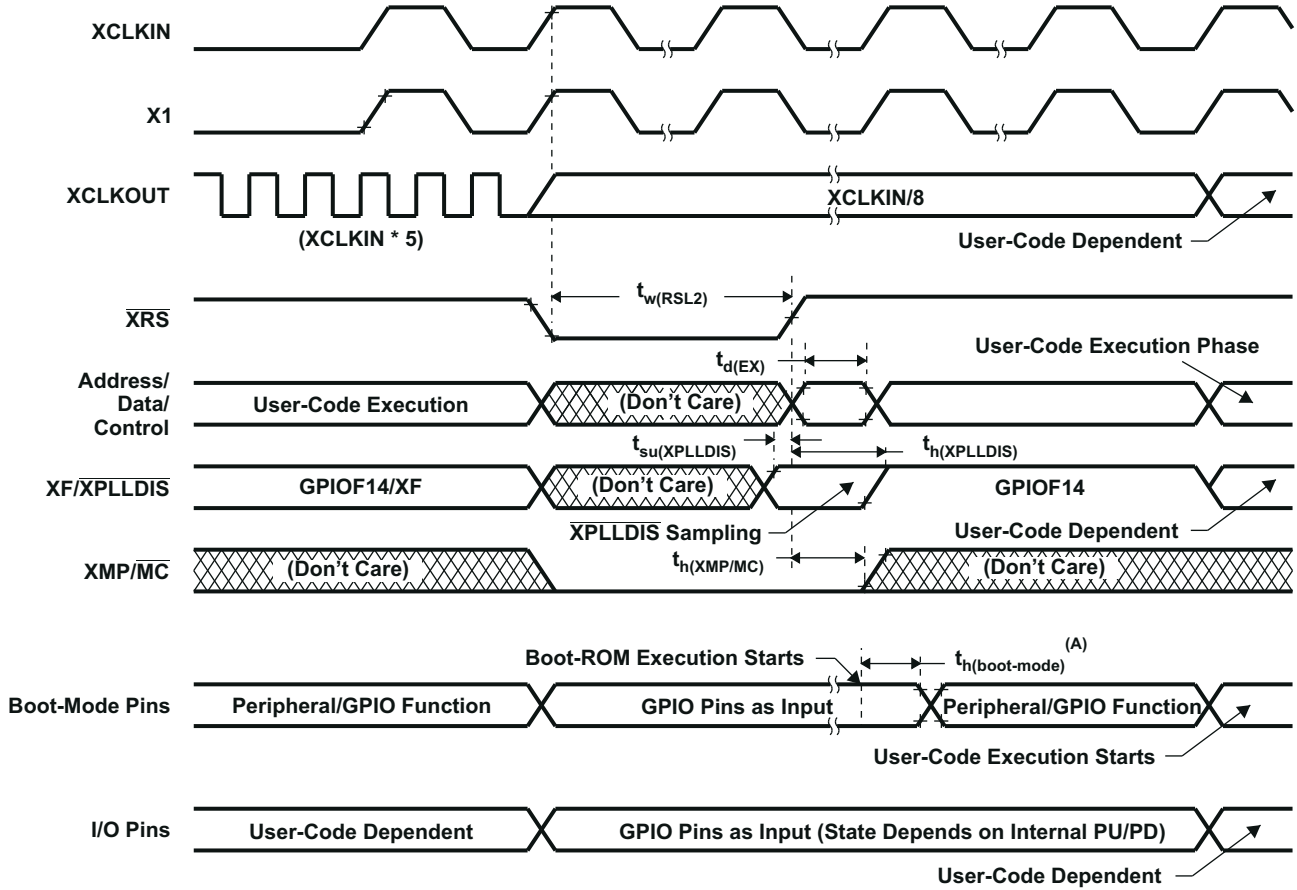 XCLKIN
X1
XCLKOUT
XCLKIN/8
(XCLKIN * 5)
User-Code Dependent
XRS
tw(RSL2)
User-Code Execution Phase
td(EX)
Address/
Data/
Control
User-Code Execution
(Don't Care)
tsu(XPLLDIS)
th(XPLLDIS)
XF/XPLLDIS
GPIOF14/XF
(Don't Care)
GPIOF14
XPLLDIS Sampling
User-Code Dependent
XMP/MC
(Don't Care)
th(XMP/MC)
(Don't Care)
Boot-ROM Execution Starts
th(boot-mode)(A)
Boot-Mode Pins
Peripheral/GPIO Function
GPIO Pins as Input
Peripheral/GPIO Function
User-Code Execution Starts
I/O Pins
User-Code Dependent
GPIO Pins as Input (State Depends on Internal PU/PD)
User-Code Dependent